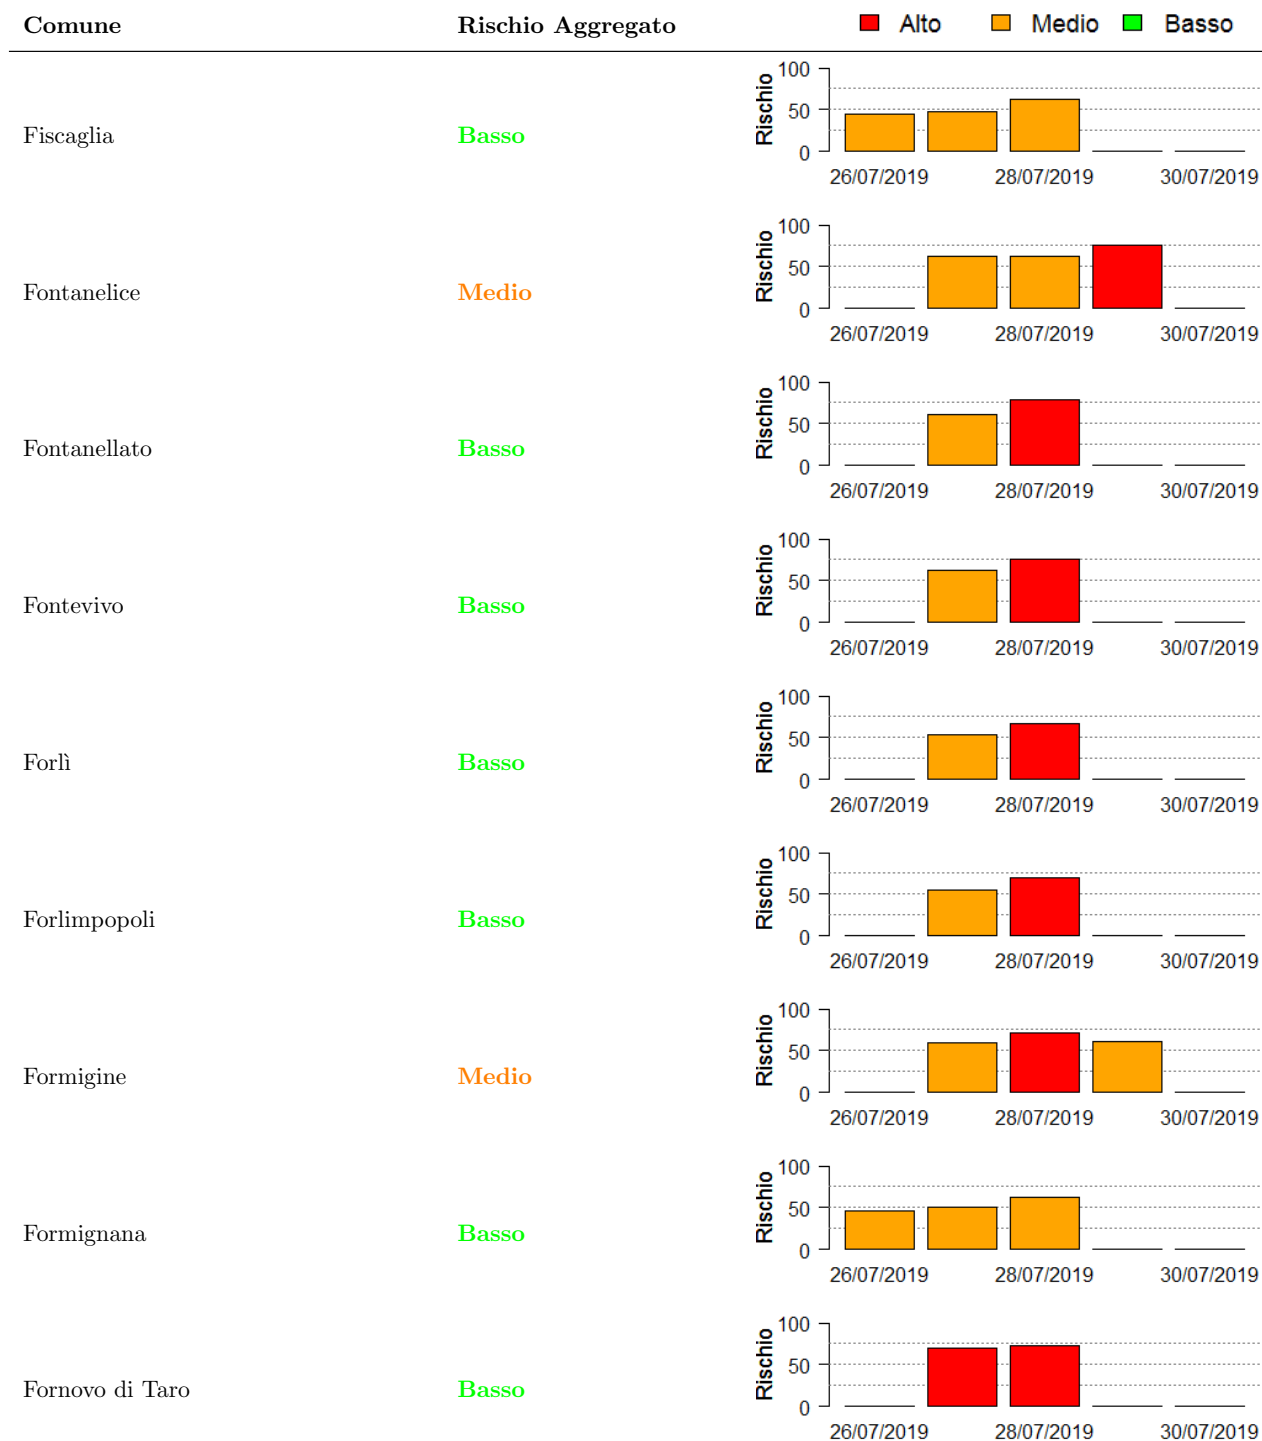 Comune Rischio Aggregato Alto Medio Basso
Fiscaglia Basso Rischio 100 50 0
26/07/2019 28/07/2019 30/07/2019
Fontanelice Medio Rischio 100 50 0
26/07/2019 28/07/2019 30/07/2019
Fontanellato Basso Rischio 100 50 0
26/07/2019 28/07/2019 30/07/2019
Fontevivo Basso Rischio 100 50 0
26/07/2019 28/07/2019 30/07/2019
Forlì Basso Rischio 100 50 0
26/07/2019 28/07/2019 30/07/2019
Forlimpopoli Basso Rischio 100 50 0
26/07/2019 28/07/2019 30/07/2019
Formigine Medio Rischio 100 50 0
26/07/2019 28/07/2019 30/07/2019
Formignana Basso Rischio 100 50 0
26/07/2019 28/07/2019 30/07/2019
Fornovo di Taro Basso Rischio 100 50 0
26/07/2019 28/07/2019 30/07/2019